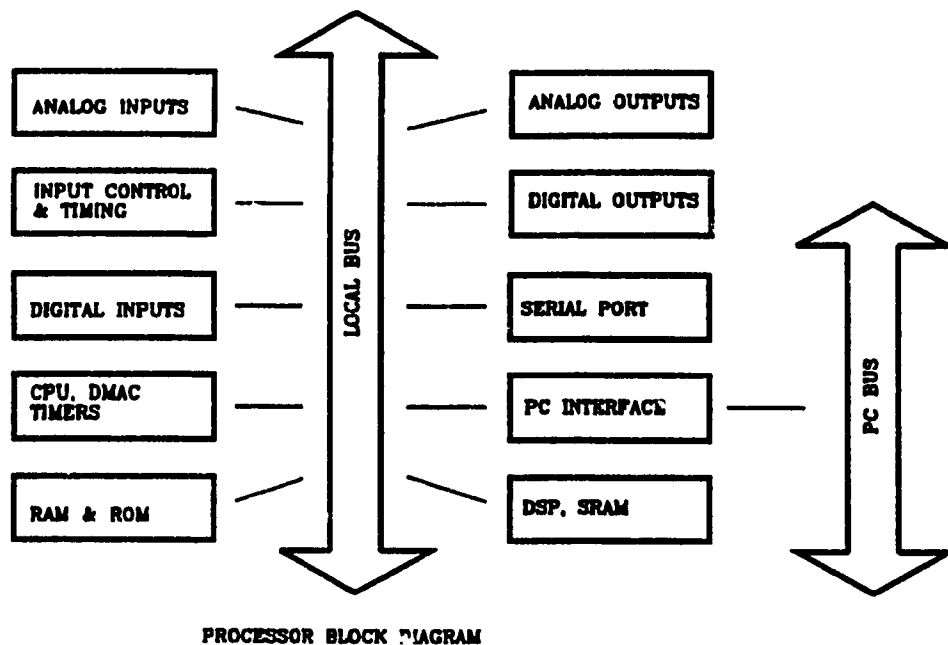 ANALOG INPUTS
INPUT CONTROL
& TIMING
DIGITAL INPUTS
CPU, DMAC
TIMERS
RAM & ROM
LOCAL BUS
ANALOG OUTPUTS
DIGITAL OUTPUTS
SERIAL PORT
PC INTERFACE
DSP, SRAM
PC BUS
PROCESSOR BLOCK DIAGRAM